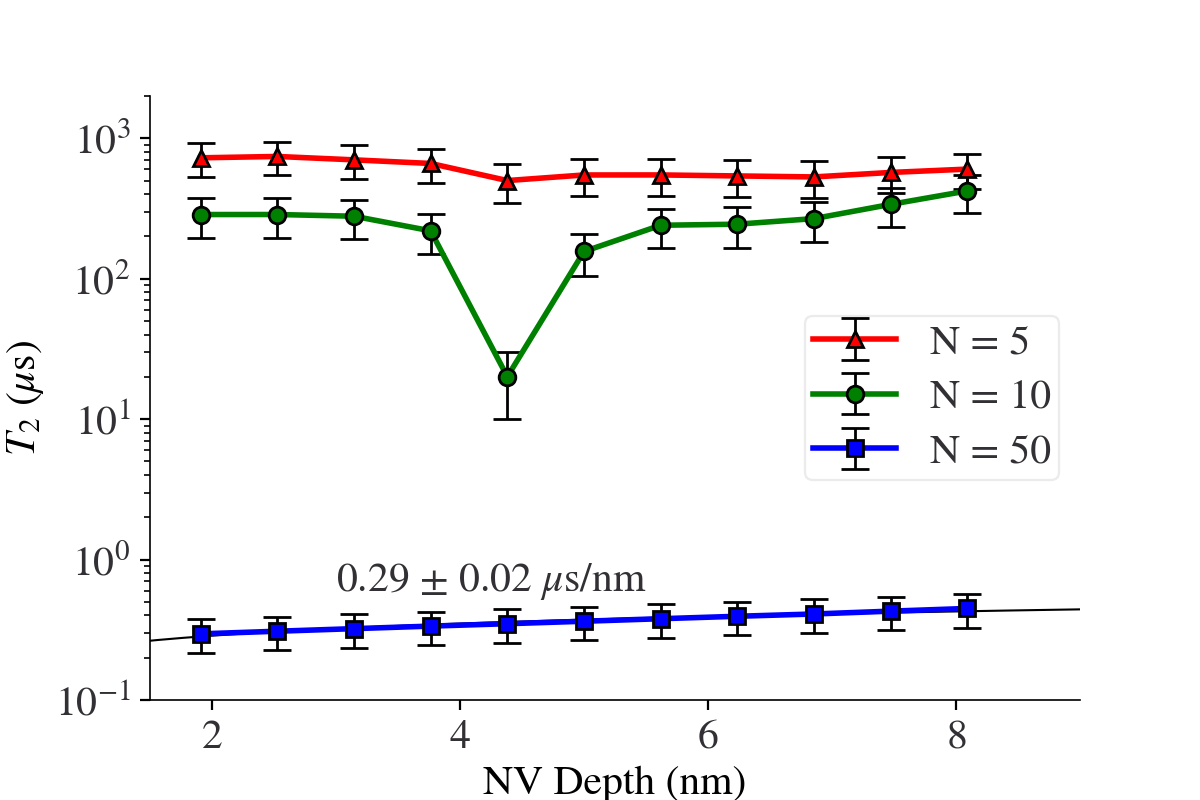 10³
10²
10¹
10⁰
10⁻¹
T₂ (μs)
N = 5
N = 10
N = 50
0.29 ± 0.02 μs/nm
2 4 6 8
NV Depth (nm)